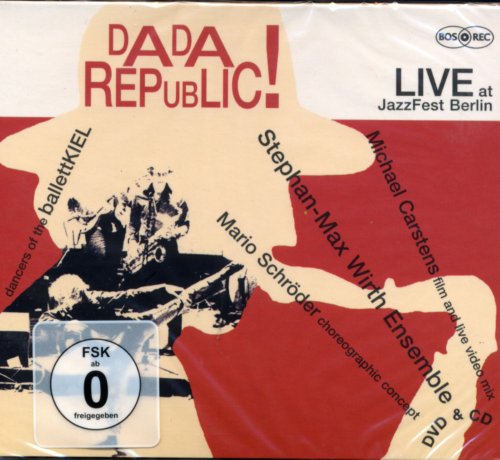 DADA
REPuBLIC!
BOS REC
LIVE at
JazzFest Berlin
dancers of the ballettKIEL
Michael Carstens film and live video mix
Stephan-Max Wirth Ensemble
Mario Schröder choreographic concept
DVD & CD
FSK
ab
0
freigegeben